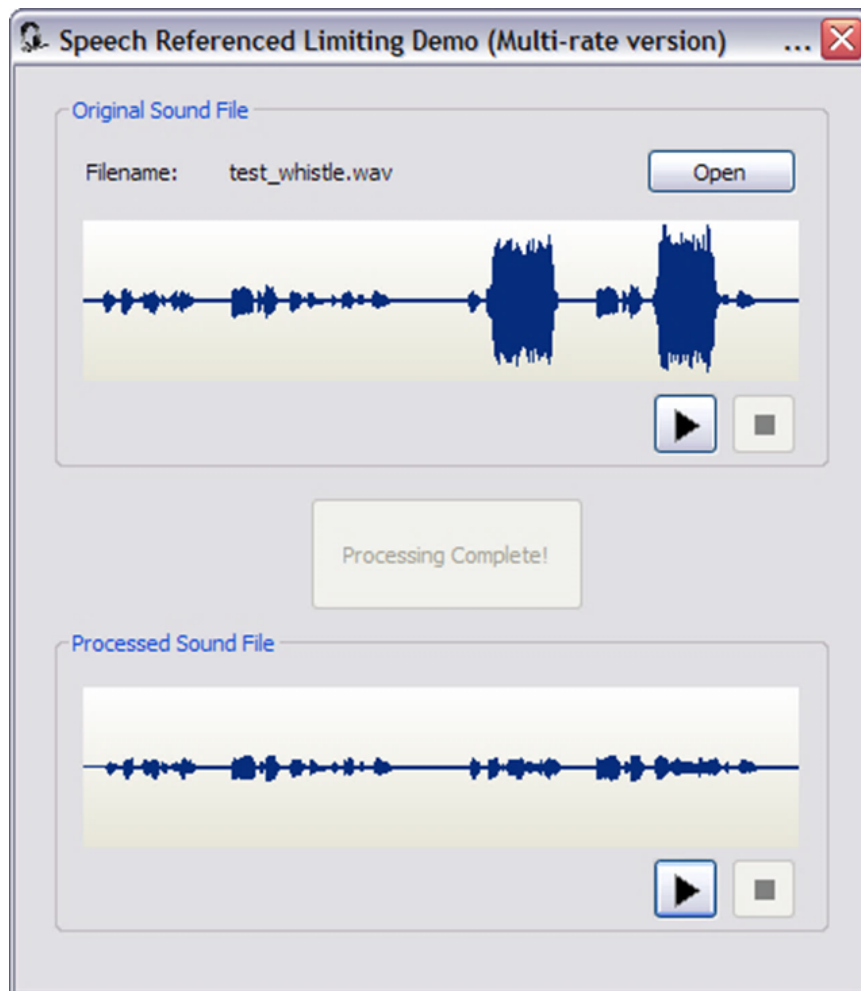 Speech Referenced Limiting Demo (Multi-rate version) ...
Original Sound File
Filename: test_whistle.wav Open
Processing Complete!
Processed Sound File